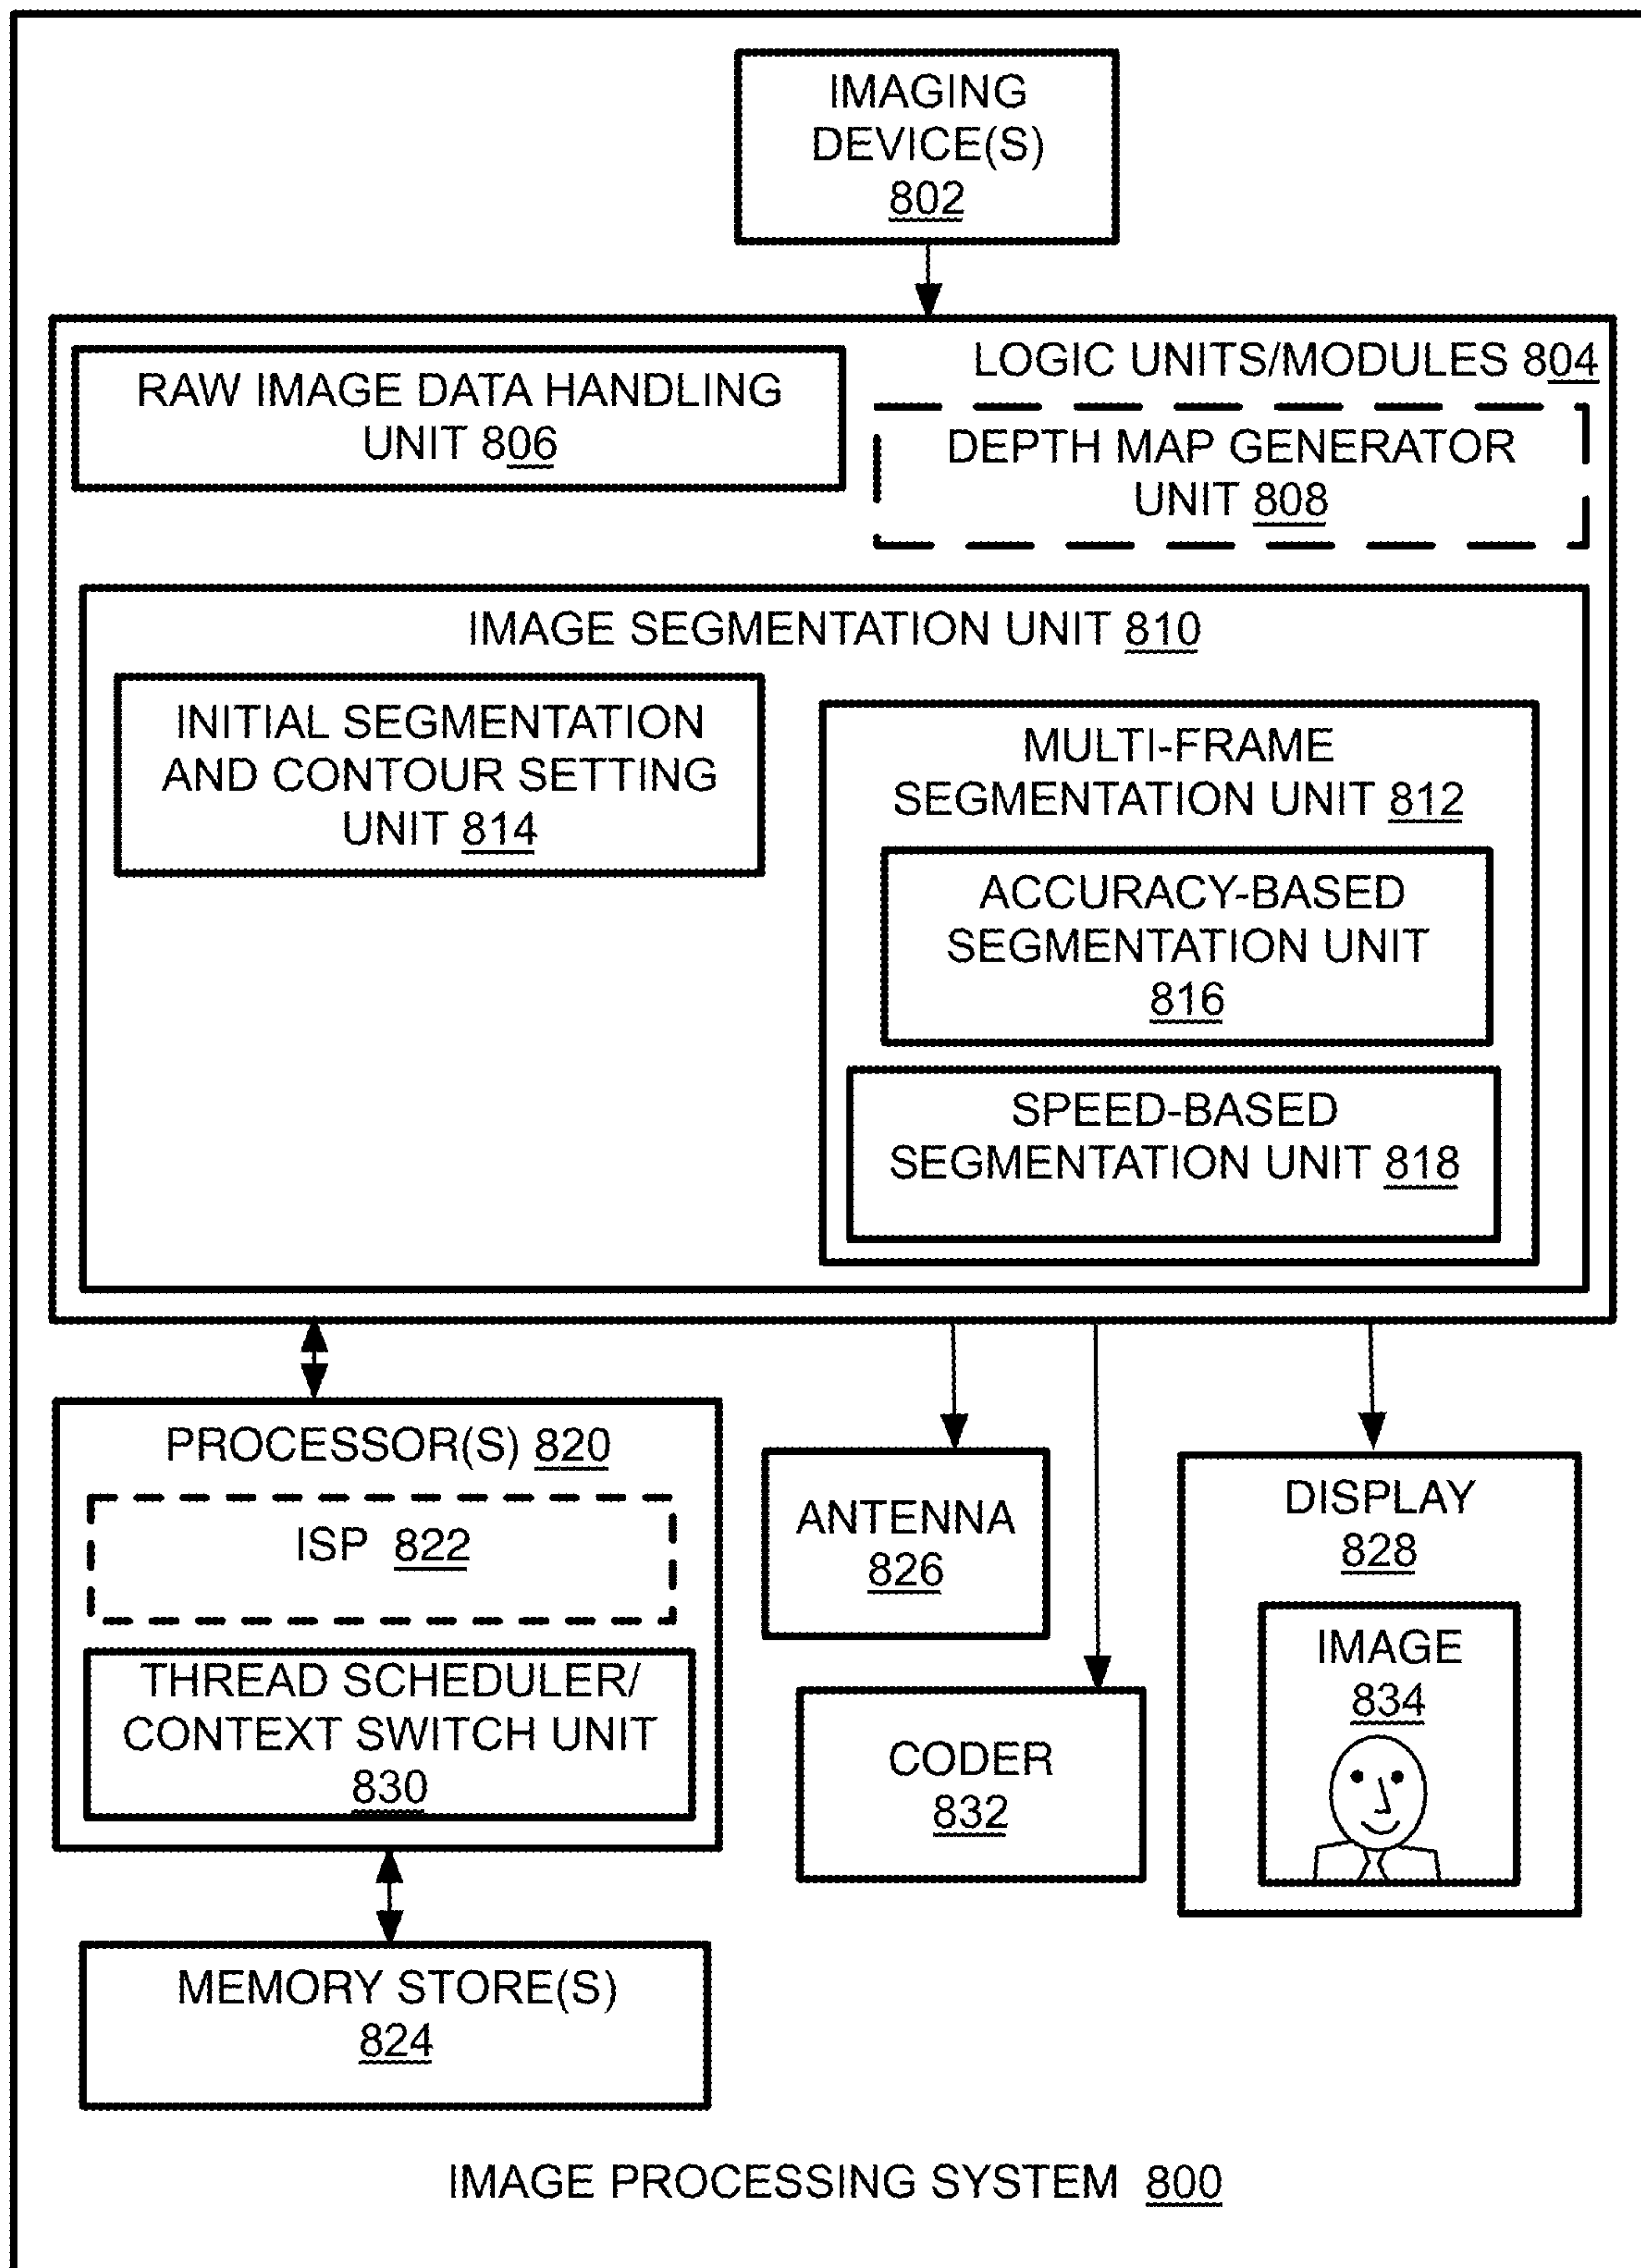 IMAGING
DEVICE(S)
802
LOGIC UNITS/MODULES 804
RAW IMAGE DATA HANDLING
UNIT 806
DEPTH MAP GENERATOR
UNIT 808
IMAGE SEGMENTATION UNIT 810
INITIAL SEGMENTATION
AND CONTOUR SETTING
UNIT 814
MULTI-FRAME
SEGMENTATION UNIT 812
ACCURACY-BASED
SEGMENTATION UNIT
816
SPEED-BASED
SEGMENTATION UNIT 818
PROCESSOR(S) 820
ISP 822
THREAD SCHEDULER/
CONTEXT SWITCH UNIT
830
ANTENNA
826
CODER
832
DISPLAY
828
IMAGE
834
MEMORY STORE(S)
824
IMAGE PROCESSING SYSTEM 800